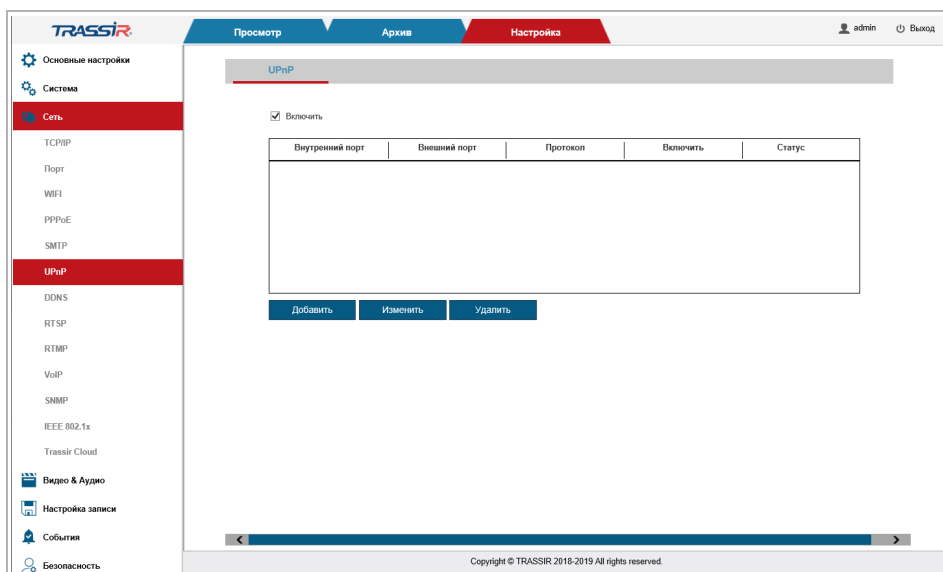 TRASSIR
Просмотр
Архив
Настройка
admin
Выход
Основные настройки
Система
Сеть
TCP/IP
Порт
WIFI
PPPoE
SMTP
UPnP
DDNS
RTSP
RTMP
VoIP
SNMP
IEEE 802.1x
Trassir Cloud
Видео & Аудио
Настройка записи
События
Безопасность
UPnP
Включить
Внутренний порт Внешний порт Протокол Включить Статус
Добавить Изменить Удалить
Copyright © TRASSIR 2018-2019 All rights reserved.